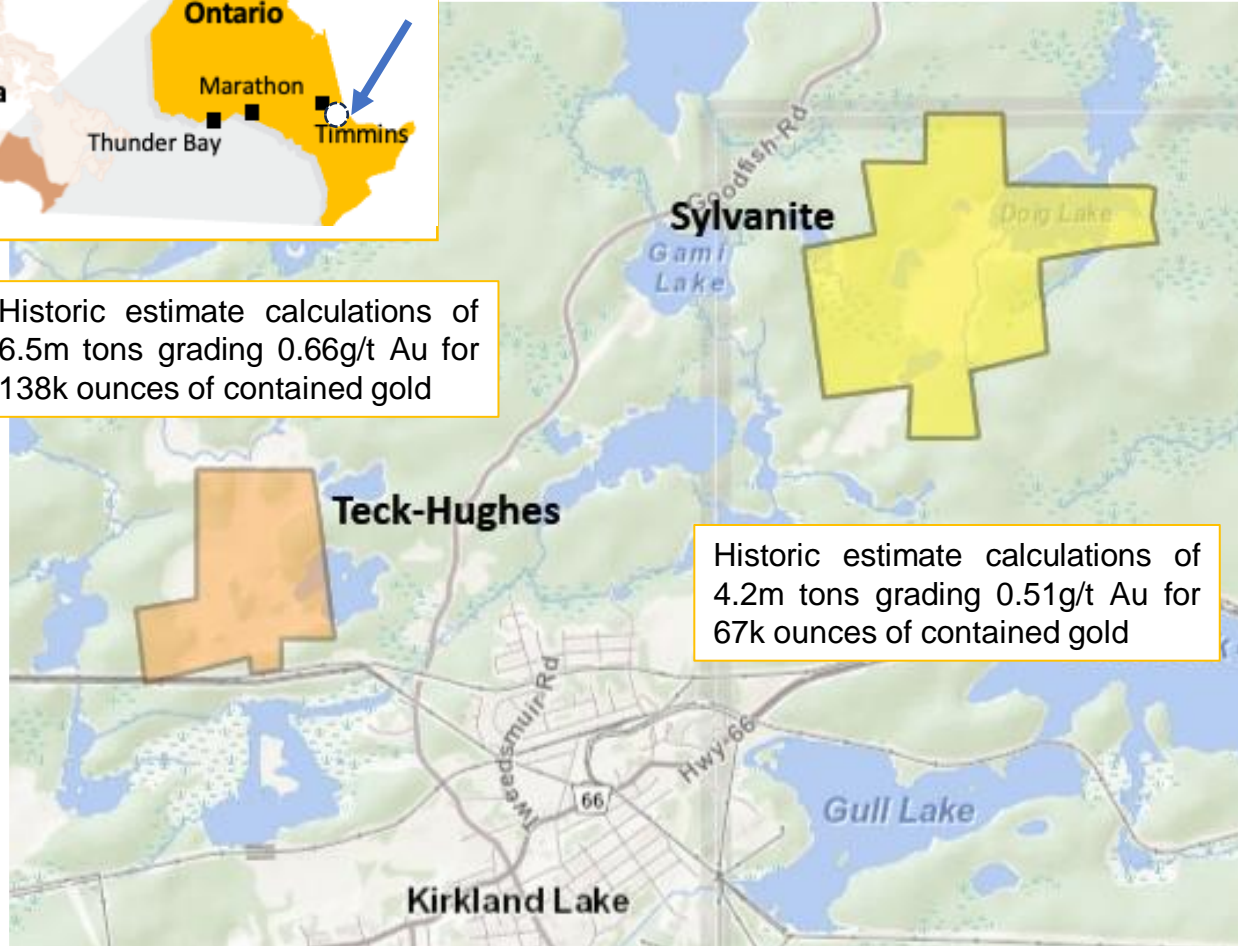 Ontario
Marathon
Thunder Bay
Timmins
a
Goodfish-Rd
Sylvanite
Doig Lake
Gami
Lake
Historic estimate calculations of
6.5m tons grading 0.66g/t Au for
138k ounces of contained gold
Teck-Hughes
Historic estimate calculations of
4.2m tons grading 0.51g/t Au for
67k ounces of contained gold
Tweedsmuir-Rd
Hwy-66
66
Gull Lake
Kirkland Lake